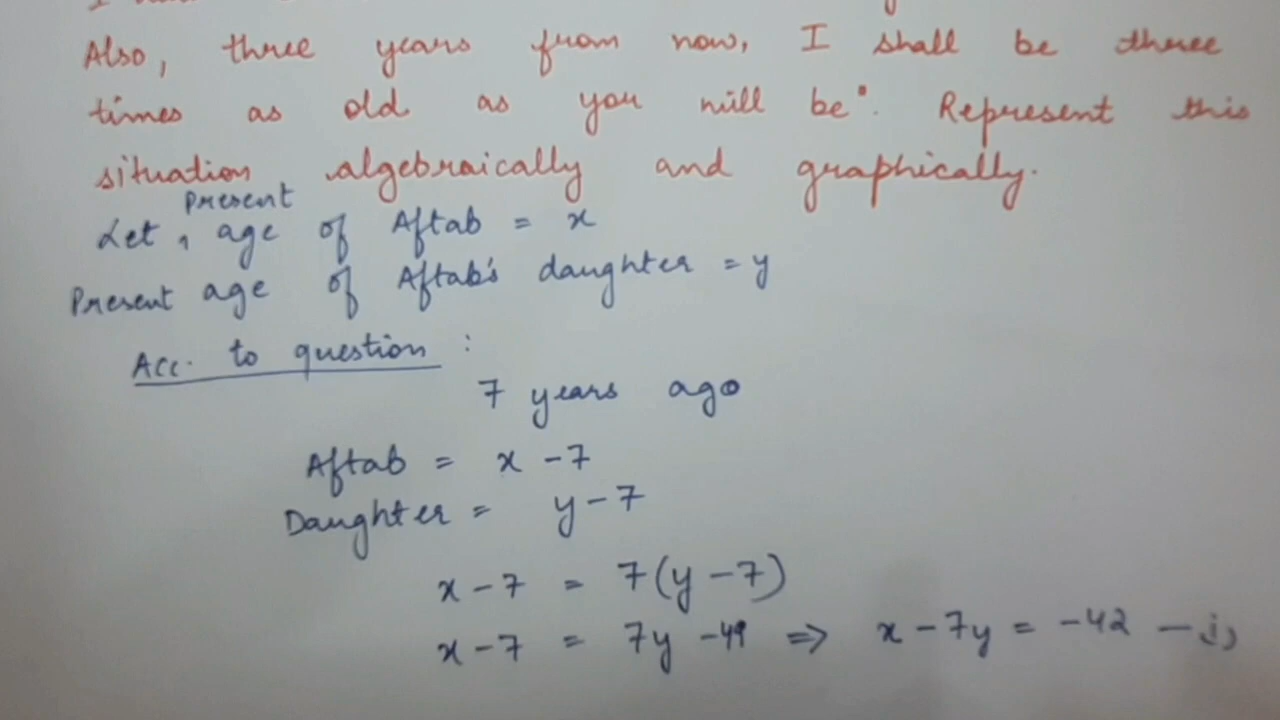 Also, three years from now, I shall be three
times as old as you will be". Represent this
situation algebraically and graphically.
Present
Let, age of Aftab = x
Present age of Aftab's daughter = y
Acc. to question :
7 years ago
Aftab = x - 7
Daughter = y - 7
x - 7 = 7(y - 7)
x - 7 = 7y - 49 ⇒ x - 7y = -42 - i,